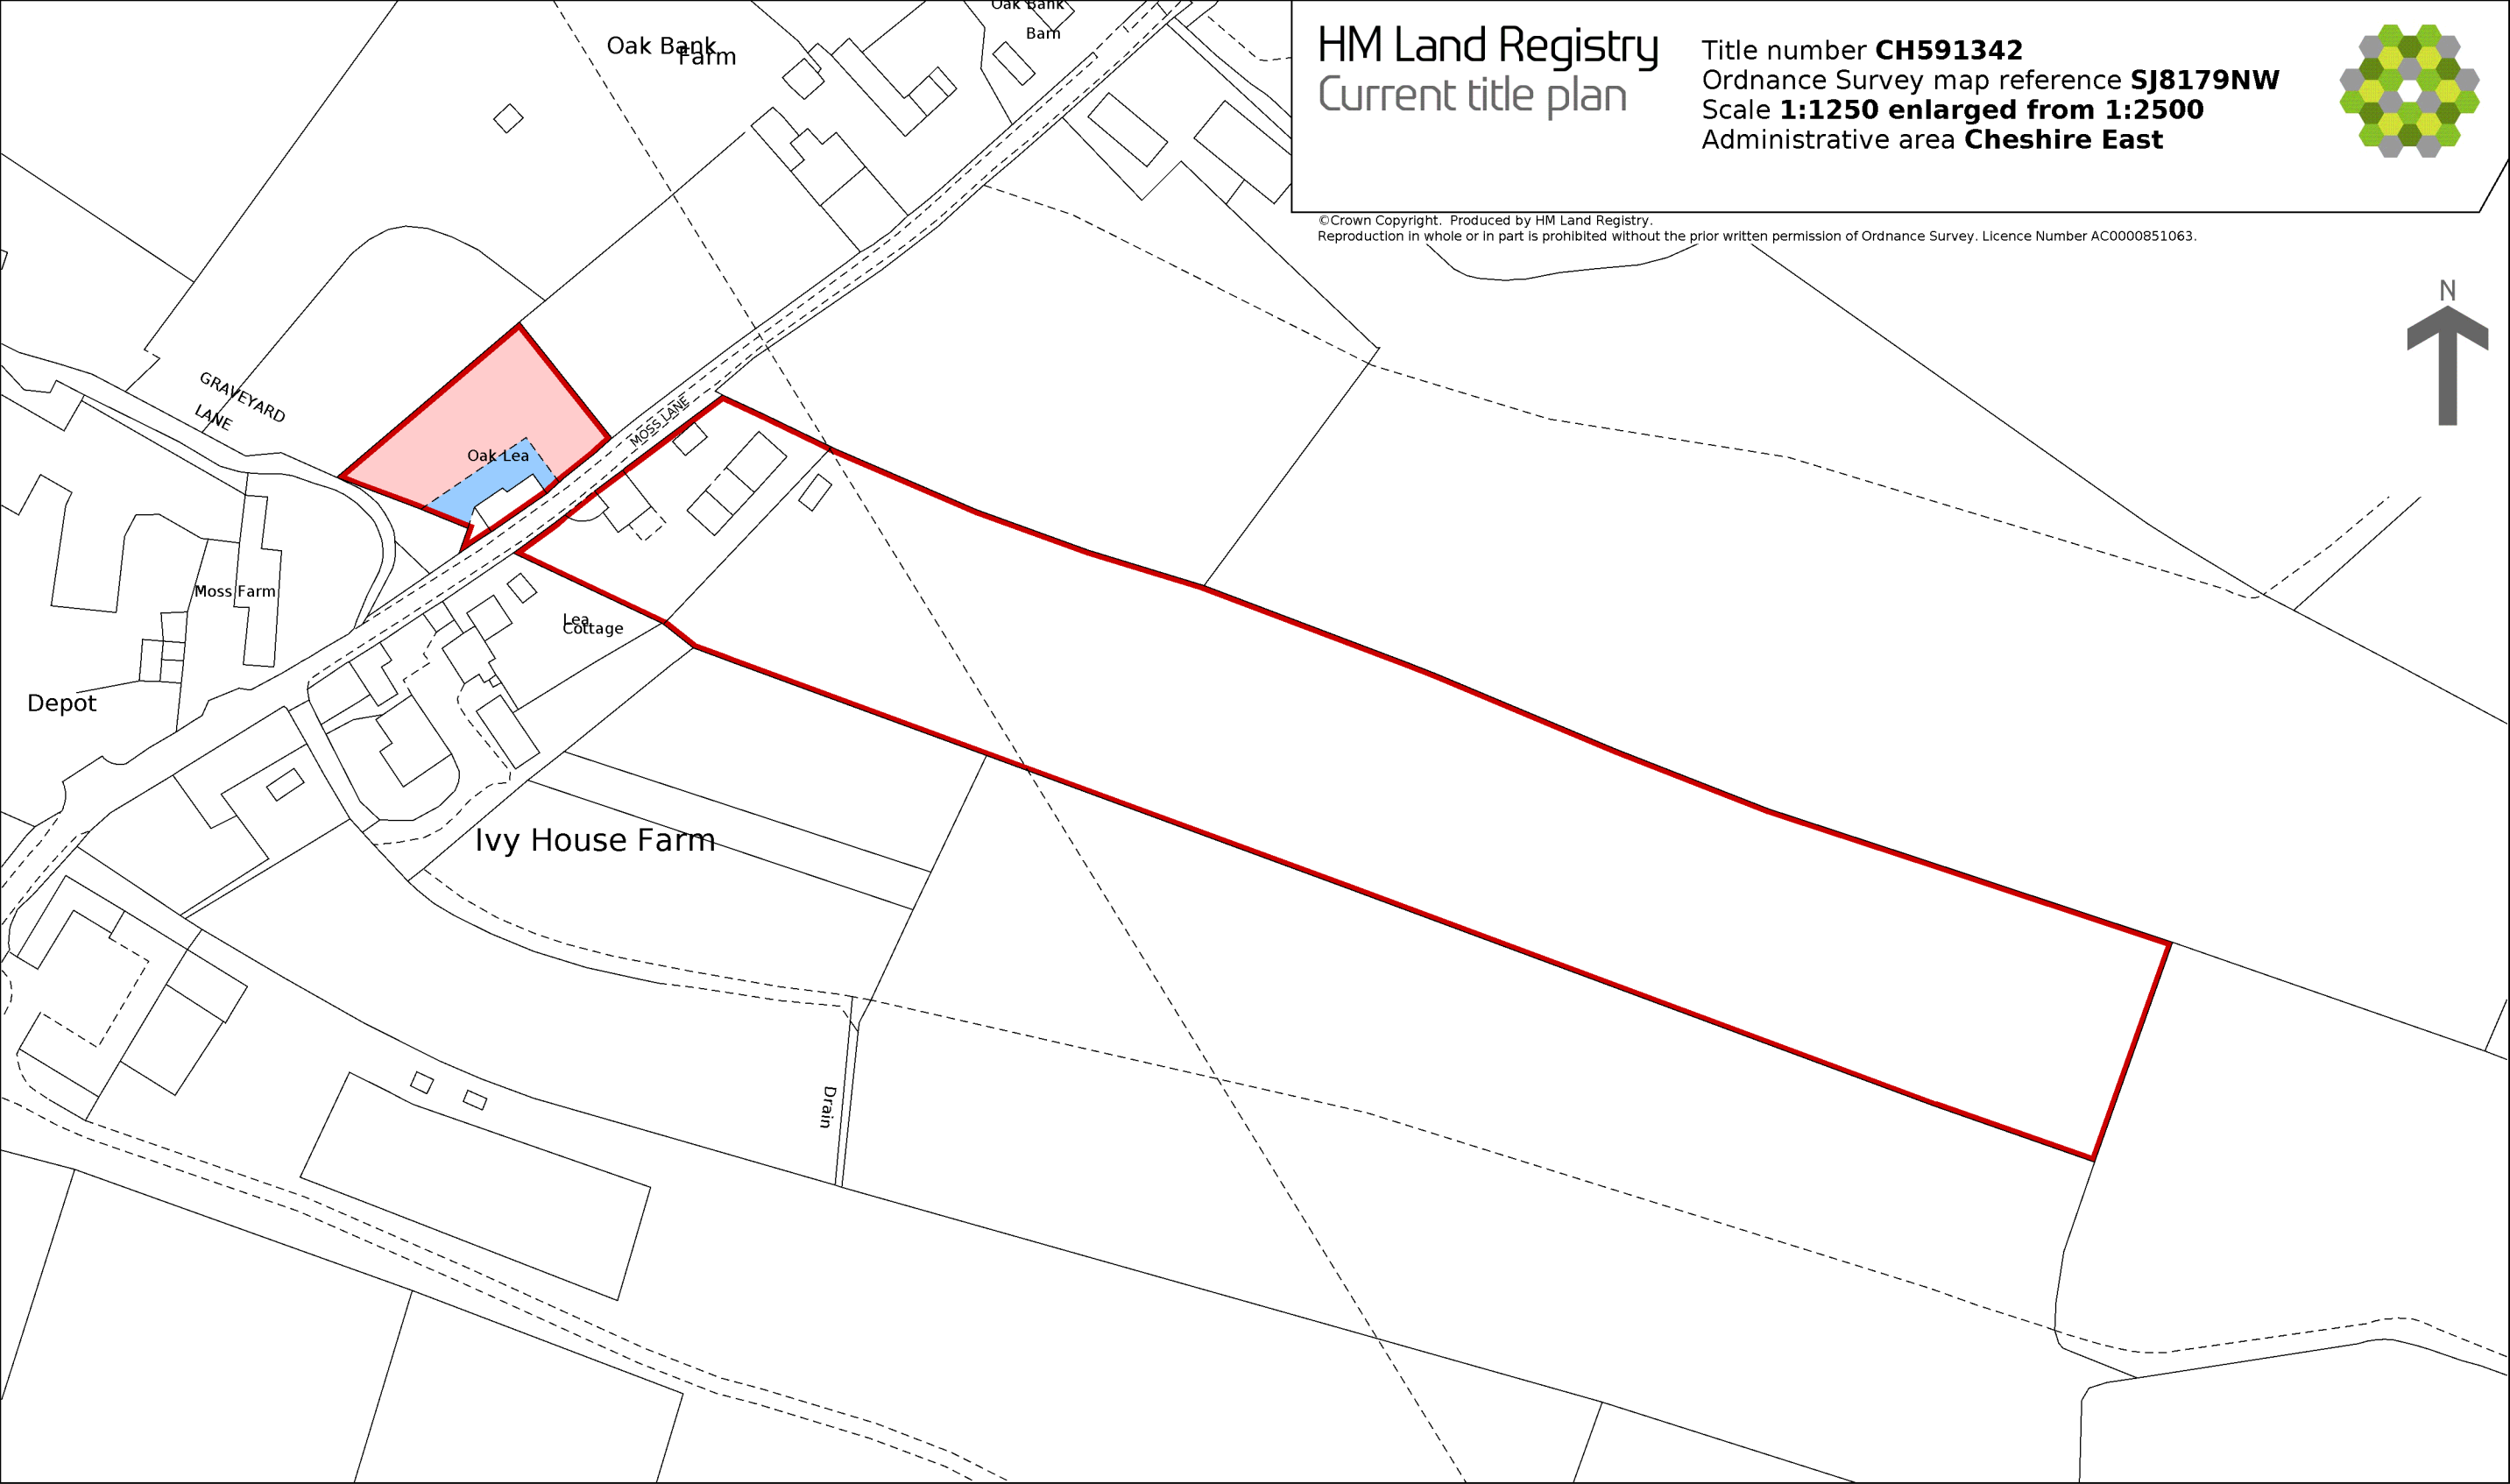 HM Land Registry
Current title plan
Title number CH591342
Ordnance Survey map reference SJ8179NW
Scale 1:1250 enlarged from 1:2500
Administrative area Cheshire East
©Crown Copyright. Produced by HM Land Registry.
Reproduction in whole or in part is prohibited without the prior written permission of Ordnance Survey. Licence Number AC0000851063.
N
Oak Bank
Barn
Oak Bank
Farm
GRAVEYARD
LANE
MOSS LANE
Oak Lea
Moss Farm
Lea
Cottage
Depot
Ivy House Farm
Drain